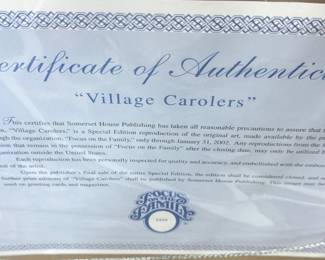 ertificate of Authentic
"Village Carolers"
This certifies that Somerset House Publishing has taken all reasonable precautions to assure that
"Village Carolers," is a Special Edition reproduction of the original art, made available by the
through the organization, "Focus on the Family," only through January 31, 2002. Any reproductions from the
tion that remain in the possession of "Focus on the Family" after the closing date, may only be utilized
ganization outside the United States.
Each reproduction has been personally inspected for quality and accuracy, and embellished with the
of the artist.
Upon the publisher's final sale of the entire Special Edition, the edition shall be considered closed, and
further print editions of "Village Carolers" shall be published by Somerset House Publishing. This image may be
used on greeting cards and magazines.
FOCUS
ON THE
FAMILY